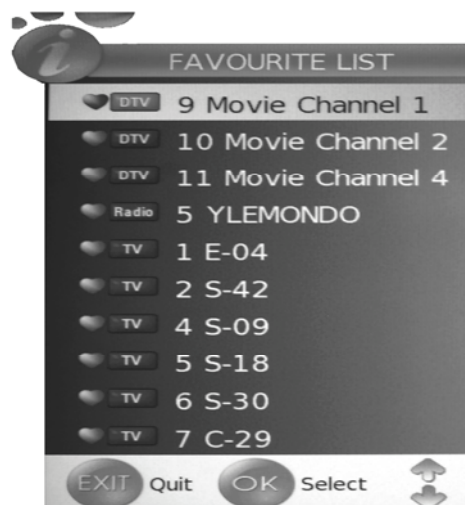 i
FAVOURITE LIST
DTV 9 Movie Channel 1
DTV 10 Movie Channel 2
DTV 11 Movie Channel 4
Radio 5 YLEMONDO
TV 1 E-04
TV 2 S-42
TV 4 S-09
TV 5 S-18
TV 6 S-30
TV 7 C-29
EXIT Quit OK Select